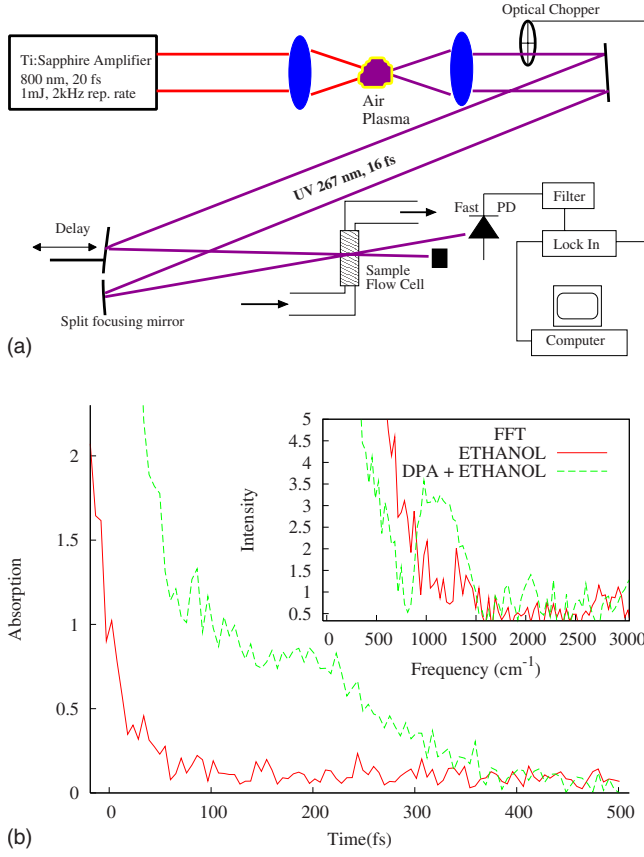 Optical Chopper
Ti:Sapphire Amplifier
800 nm, 20 fs
1mJ, 2kHz rep. rate
Air
Plasma
UV 267 nm, 16 fs
Delay
Fast PD
Filter
Lock In
Sample
Flow Cell
Split focusing mirror
Computer
(a)
FFT
ETHANOL
DPA + ETHANOL
Intensity
5
4.5
4
3.5
3
2.5
2
1.5
1
0.5
0 500 1000 1500 2000 2500 3000
Frequency (cm-1)
Absorption
2
1.5
1
0.5
0
0 100 200 300 400 500
Time(fs)
(b)